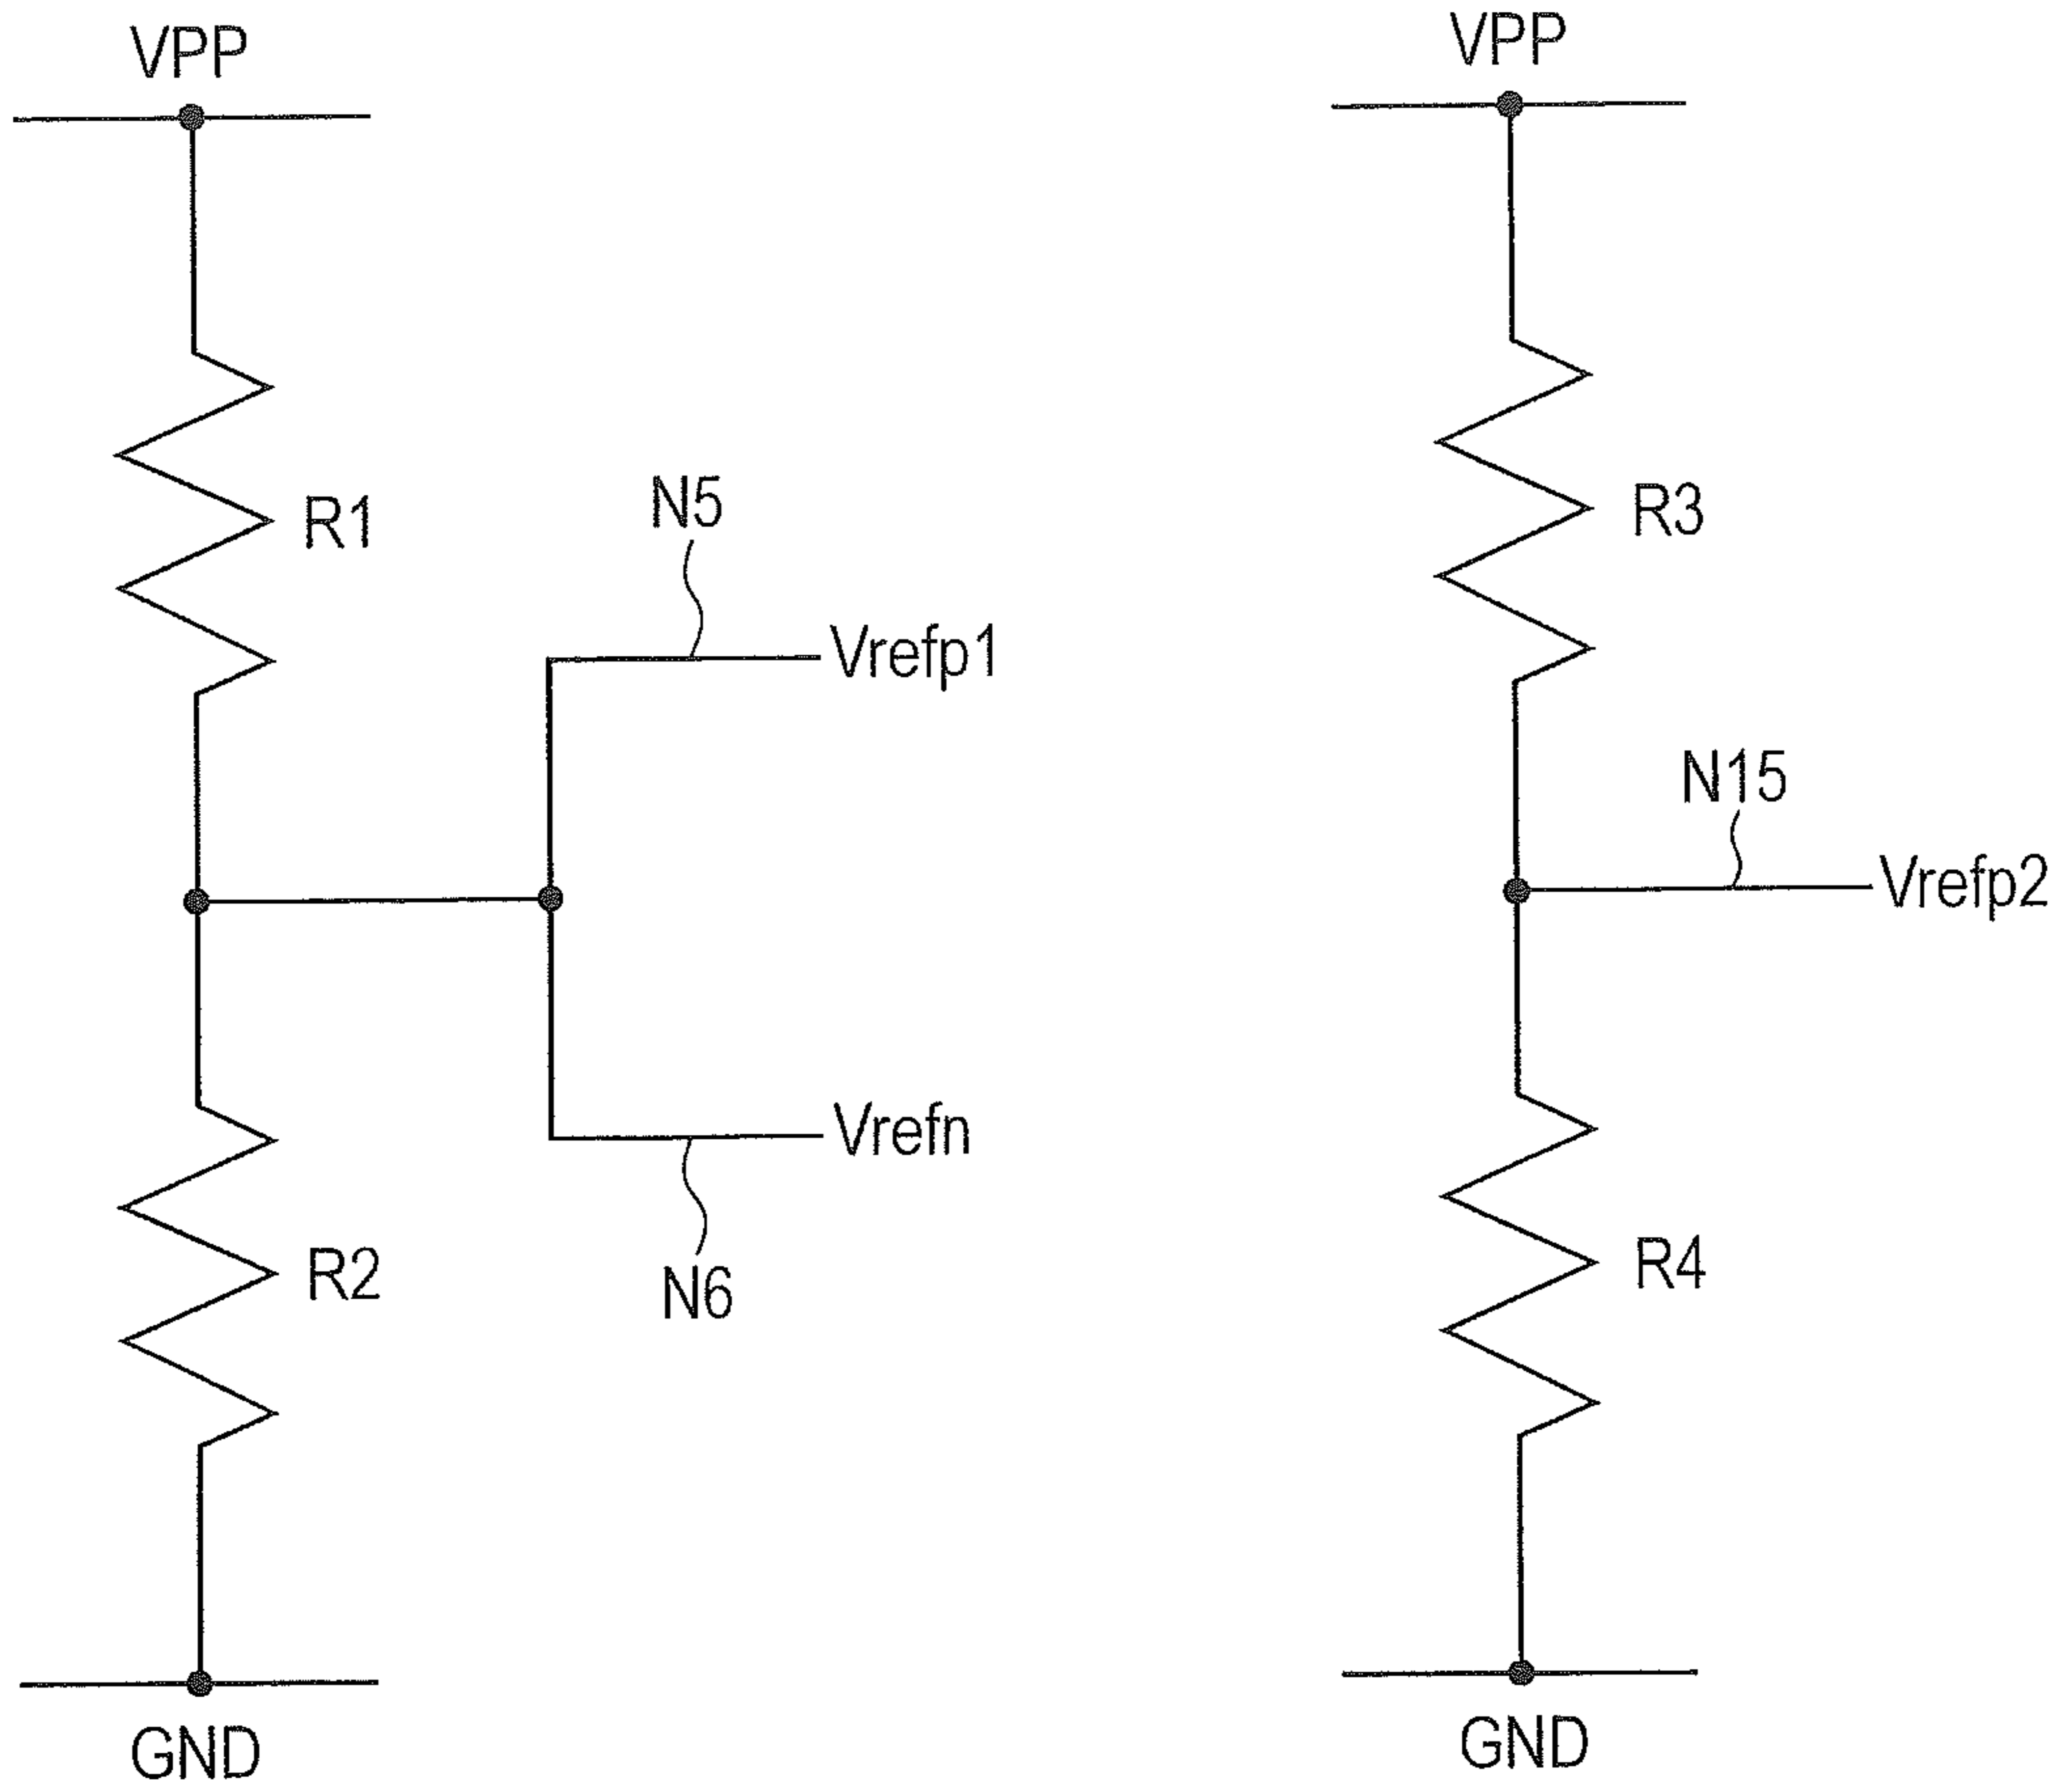 VPP
R1
N5
Vrefp1
Vrefn
N6
R2
GND
VPP
R3
N15
Vrefp2
R4
GND